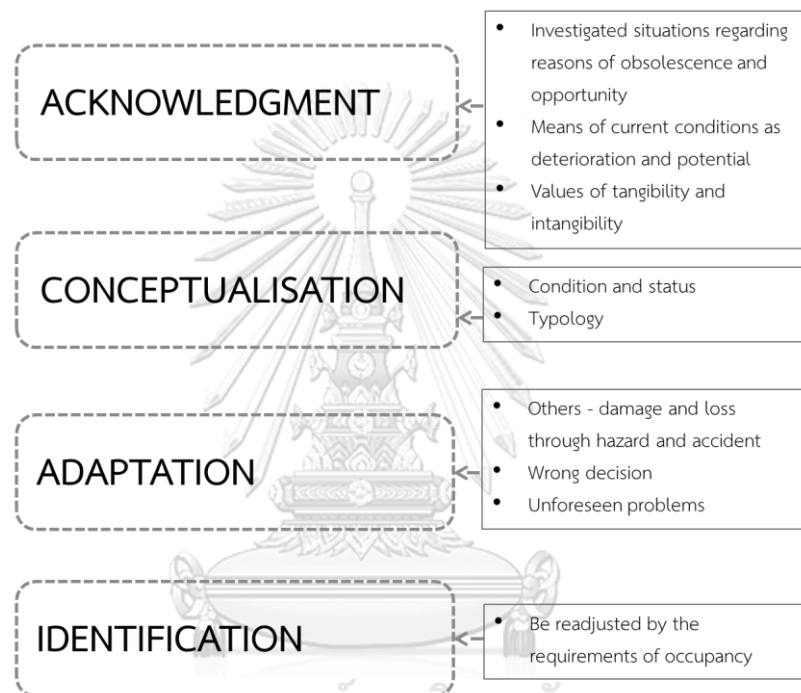 ACKNOWLEDGMENT
• Investigated situations regarding
reasons of obsolescence and
opportunity
• Means of current conditions as
deterioration and potential
• Values of tangibility and
intangibility
CONCEPTUALISATION
• Condition and status
• Typology
ADAPTATION
• Others - damage and loss
through hazard and accident
• Wrong decision
• Unforeseen problems
IDENTIFICATION
• Be readjusted by the
requirements of occupancy